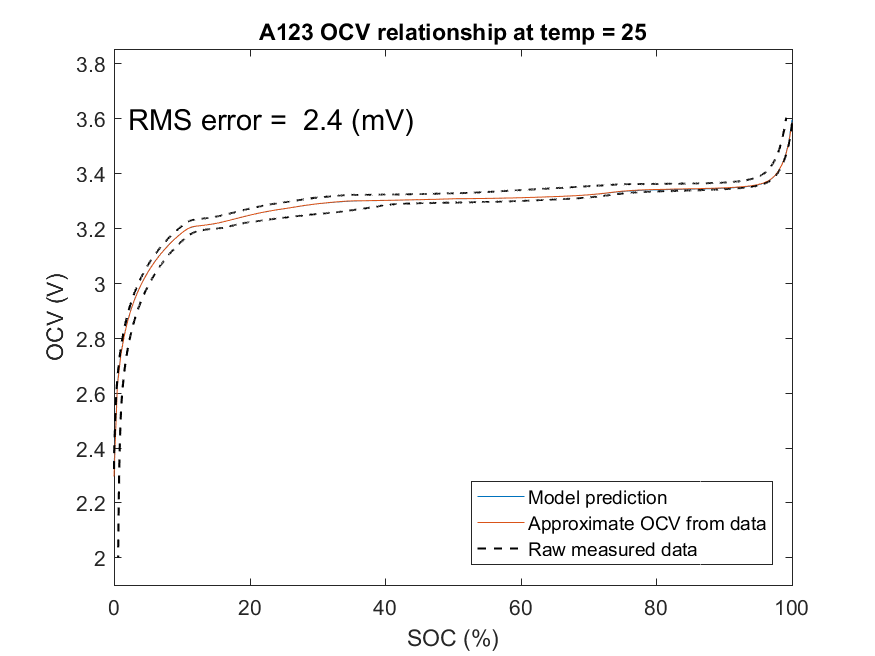 A123 OCV relationship at temp = 25
RMS error =  2.4 (mV)
3.8
3.6
3.4
3.2
3
2.8
2.6
2.4
2.2
2
OCV (V)
Model prediction
Approximate OCV from data
Raw measured data
0 20 40 60 80 100
SOC (%)